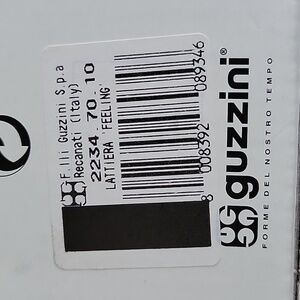 F.lli Guzzini S.p.a
Recanati (Italy)
2234.70.10
LATTIERA 'FEELING'
8 008392 089346
guzzini®
FORME DEL NOSTRO TEMPO